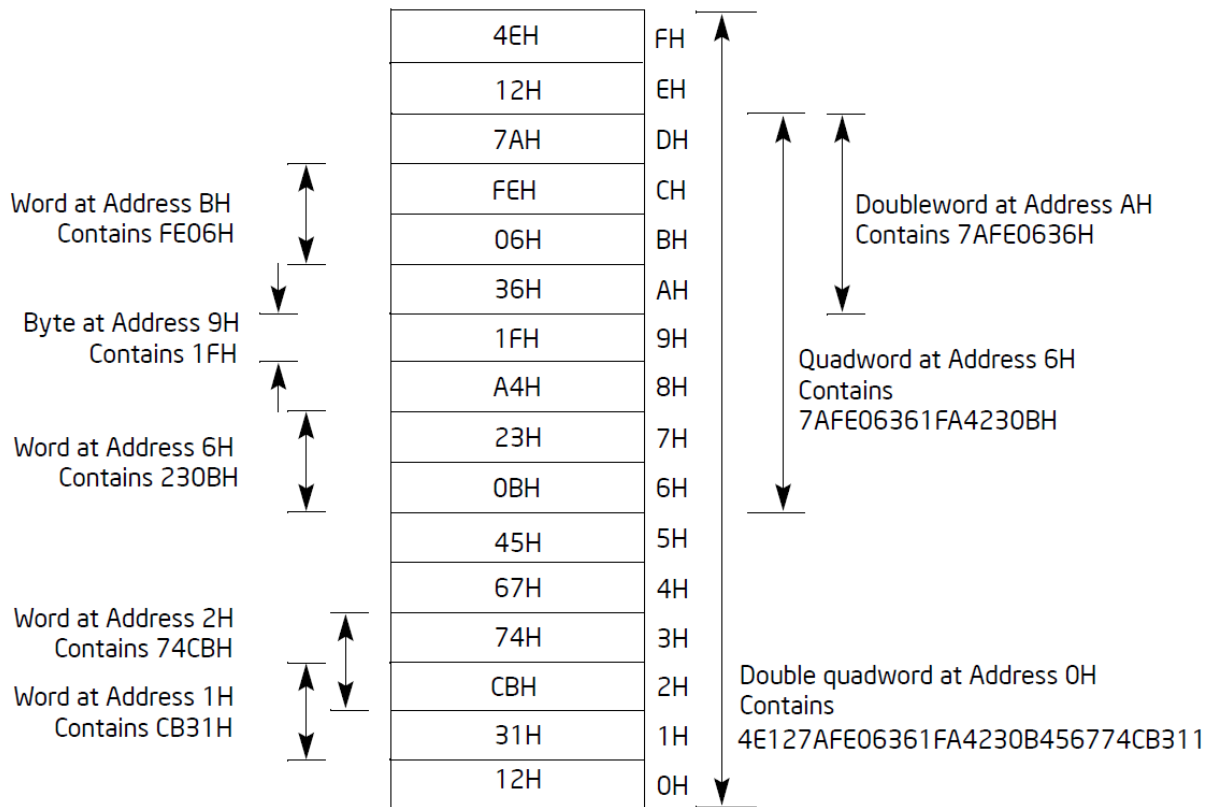 4EH FH
12H EH
7AH DH
Word at Address BH
Contains FE06H
FEH CH
06H BH
Doubleword at Address AH
Contains 7AFE0636H
36H AH
Byte at Address 9H
Contains 1FH
1FH 9H
A4H 8H
Quadword at Address 6H
Contains
7AFE06361FA4230BH
Word at Address 6H
Contains 230BH
23H 7H
0BH 6H
45H 5H
67H 4H
Word at Address 2H
Contains 74CBH
74H 3H
Word at Address 1H
Contains CB31H
CBH 2H
31H 1H
12H 0H
Double quadword at Address 0H
Contains
4E127AFE06361FA4230B456774CB311